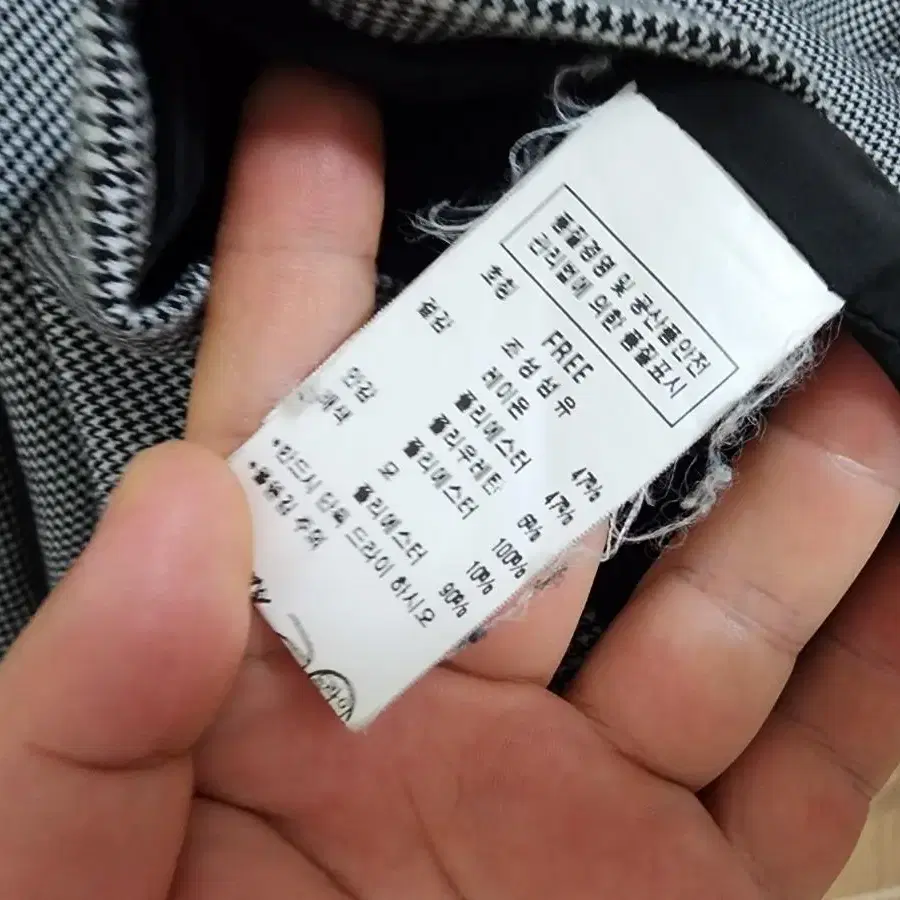 품질경영 및 공산품안전
관리법에 의한 품질표시
호칭 FREE
조성 섬유
겉감 레이온 47%
폴리에스터 47%
폴리우레탄 6%
안감 폴리에스터 100%
배색 모 10%
폴리에스터 90%
*반드시 단독 드라이 하시오
*물빠짐 주의